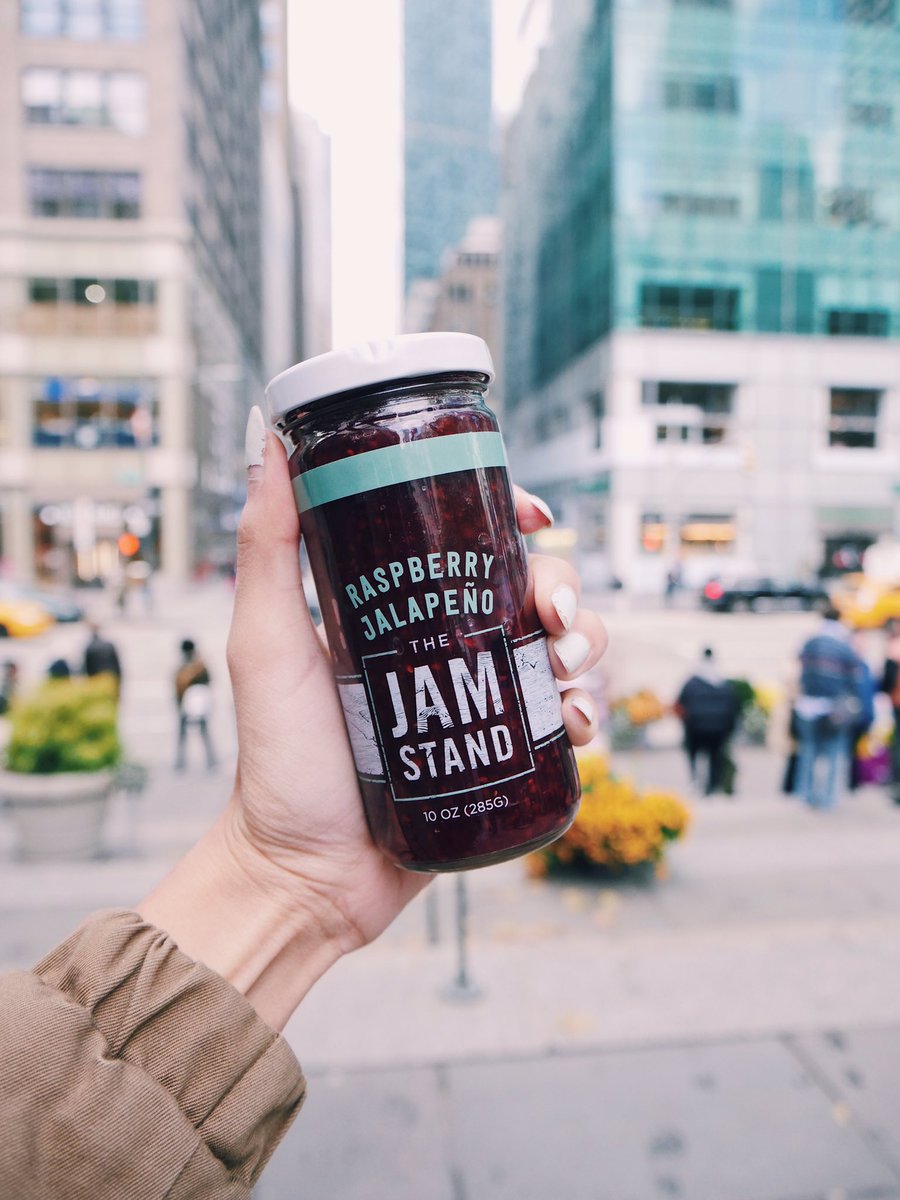 RASPBERRY
JALAPEÑO
THE
JAM
STAND
10 OZ (285G)